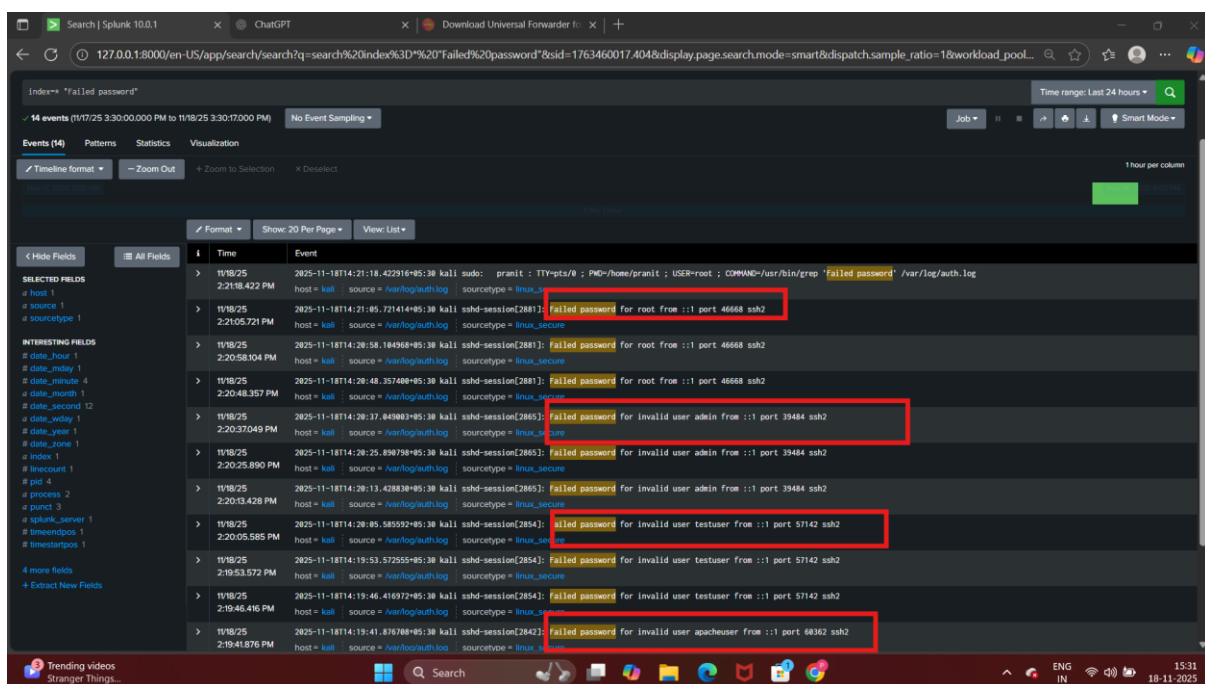 Search | Splunk 10.0.1
ChatGPT
Download Universal Forwarder fo
127.0.0.1:8000/en-US/app/search/search?q=search%20index%3D*%20"Failed%20password"&sid=1763460017.404&display.page.search.mode=smart&dispatch.sample_ratio=1&workload_pool...
index=* "Failed password"
Time range: Last 24 hours
14 events (11/17/25 3:30:00.000 PM to 11/18/25 3:30:17.000 PM)
No Event Sampling
Job
Smart Mode
Events (14)
Patterns
Statistics
Visualization
Timeline format
— Zoom Out
+ Zoom to Selection
× Deselect
1 hour per column
Format
Show: 20 Per Page
View: List
< Hide Fields
All Fields
i Time Event
SELECTED FIELDS
a host 1
a source 1
a sourcetype 1
INTERESTING FIELDS
# date_hour 1
# date_mday 1
# date_minute 4
a date_month 1
# date_second 12
a date_wday 1
# date_year 1
# date_zone 1
a index 1
# linecount 1
# pid 4
a process 2
a punct 3
a splunk_server 1
# timeendpos 1
# timestartpos 1
4 more fields
+ Extract New Fields
> 11/18/25 2025-11-18T14:21:18.422916+05:30 kali sudo: pranit : TTY=pts/0 ; PWD=/home/pranit ; USER=root ; COMMAND=/usr/bin/grep 'Failed password' /var/log/auth.log
2:21:18.422 PM host = kali source = /var/log/auth.log sourcetype = linux_secure
> 11/18/25 2025-11-18T14:21:05.721414+05:30 kali sshd-session[2881]: Failed password for root from ::1 port 46668 ssh2
2:21:05.721 PM host = kali source = /var/log/auth.log sourcetype = linux_secure
> 11/18/25 2025-11-18T14:20:58.104968+05:30 kali sshd-session[2881]: Failed password for root from ::1 port 46668 ssh2
2:20:58.104 PM host = kali source = /var/log/auth.log sourcetype = linux_secure
> 11/18/25 2025-11-18T14:20:48.357400+05:30 kali sshd-session[2881]: Failed password for root from ::1 port 46668 ssh2
2:20:48.357 PM host = kali source = /var/log/auth.log sourcetype = linux_secure
> 11/18/25 2025-11-18T14:20:37.049003+05:30 kali sshd-session[2865]: Failed password for invalid user admin from ::1 port 39484 ssh2
2:20:37.049 PM host = kali source = /var/log/auth.log sourcetype = linux_secure
> 11/18/25 2025-11-18T14:20:25.890798+05:30 kali sshd-session[2865]: Failed password for invalid user admin from ::1 port 39484 ssh2
2:20:25.890 PM host = kali source = /var/log/auth.log sourcetype = linux_secure
> 11/18/25 2025-11-18T14:20:13.428830+05:30 kali sshd-session[2865]: Failed password for invalid user admin from ::1 port 39484 ssh2
2:20:13.428 PM host = kali source = /var/log/auth.log sourcetype = linux_secure
> 11/18/25 2025-11-18T14:20:05.585592+05:30 kali sshd-session[2854]: Failed password for invalid user testuser from ::1 port 57142 ssh2
2:20:05.585 PM host = kali source = /var/log/auth.log sourcetype = linux_secure
> 11/18/25 2025-11-18T14:19:53.572555+05:30 kali sshd-session[2854]: Failed password for invalid user testuser from ::1 port 57142 ssh2
2:19:53.572 PM host = kali source = /var/log/auth.log sourcetype = linux_secure
> 11/18/25 2025-11-18T14:19:46.416972+05:30 kali sshd-session[2854]: Failed password for invalid user testuser from ::1 port 57142 ssh2
2:19:46.416 PM host = kali source = /var/log/auth.log sourcetype = linux_secure
> 11/18/25 2025-11-18T14:19:41.876708+05:30 kali sshd-session[2842]: Failed password for invalid user apacheuser from ::1 port 60362 ssh2
2:19:41.876 PM host = kali source = /var/log/auth.log sourcetype = linux_secure
3 Trending videos
Stranger Things...
Search
ENG
IN
15:31
18-11-2025